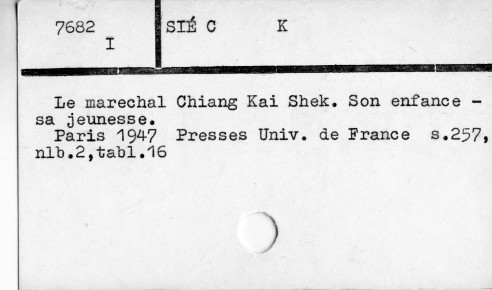 7682 SIÉ C K
I
Le marechal Chiang Kai Shek. Son enfance -
sa jeunesse.
Paris 1947 Presses Univ. de France s.257,
nlb.2,tabl.16